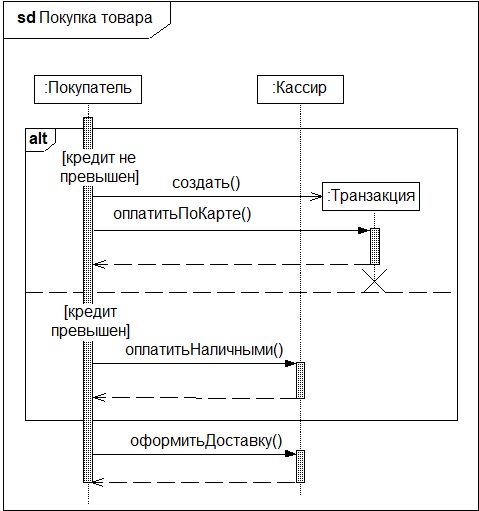 sd Покупка товара
:Покупатель
:Кассир
alt
[кредит не
превышен]
создать()
:Транзакция
оплатитьПоКарте()
[кредит
превышен]
оплатитьНаличными()
оформитьДоставку()